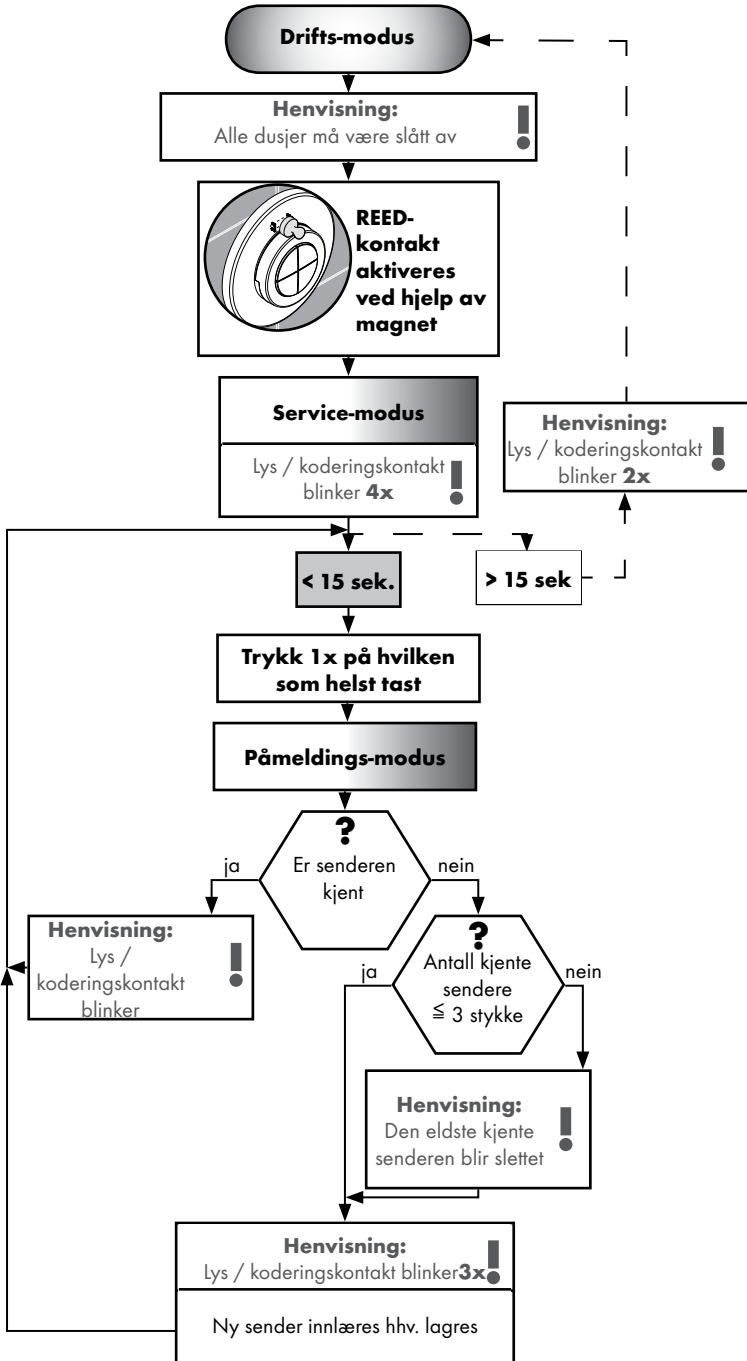 Drifts-modus
Henvisning:
Alle dusjer må være slått av
!
REED-
kontakt
aktiveres
ved hjelp av
magnet
Service-modus
Lys / koderingskontakt
blinker 4x
!
Henvisning:
Lys / koderingskontakt
blinker 2x
!
< 15 sek.
> 15 sek
Trykk 1x på hvilken
som helst tast
Påmeldings-modus
?
Er senderen
kjent
ja
nein
Henvisning:
Lys /
koderingskontakt
blinker
!
?
Antall kjente
sendere
≦ 3 stykke
ja
nein
Henvisning:
Den eldste kjente
senderen blir slettet
!
Henvisning:
Lys / koderingskontakt blinker3x
!
Ny sender innlæres hhv. lagres